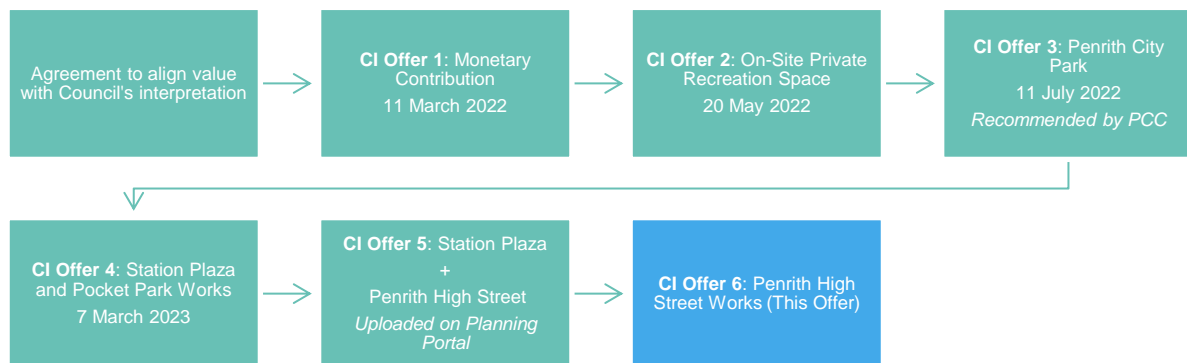 Agreement to align value
with Council's interpretation
CI Offer 1: Monetary
Contribution
11 March 2022
CI Offer 2: On-Site Private
Recreation Space
20 May 2022
CI Offer 3: Penrith City
Park
11 July 2022
Recommended by PCC
CI Offer 4: Station Plaza
and Pocket Park Works
7 March 2023
CI Offer 5: Station Plaza
+
Penrith High Street
Uploaded on Planning
Portal
CI Offer 6: Penrith High
Street Works (This Offer)